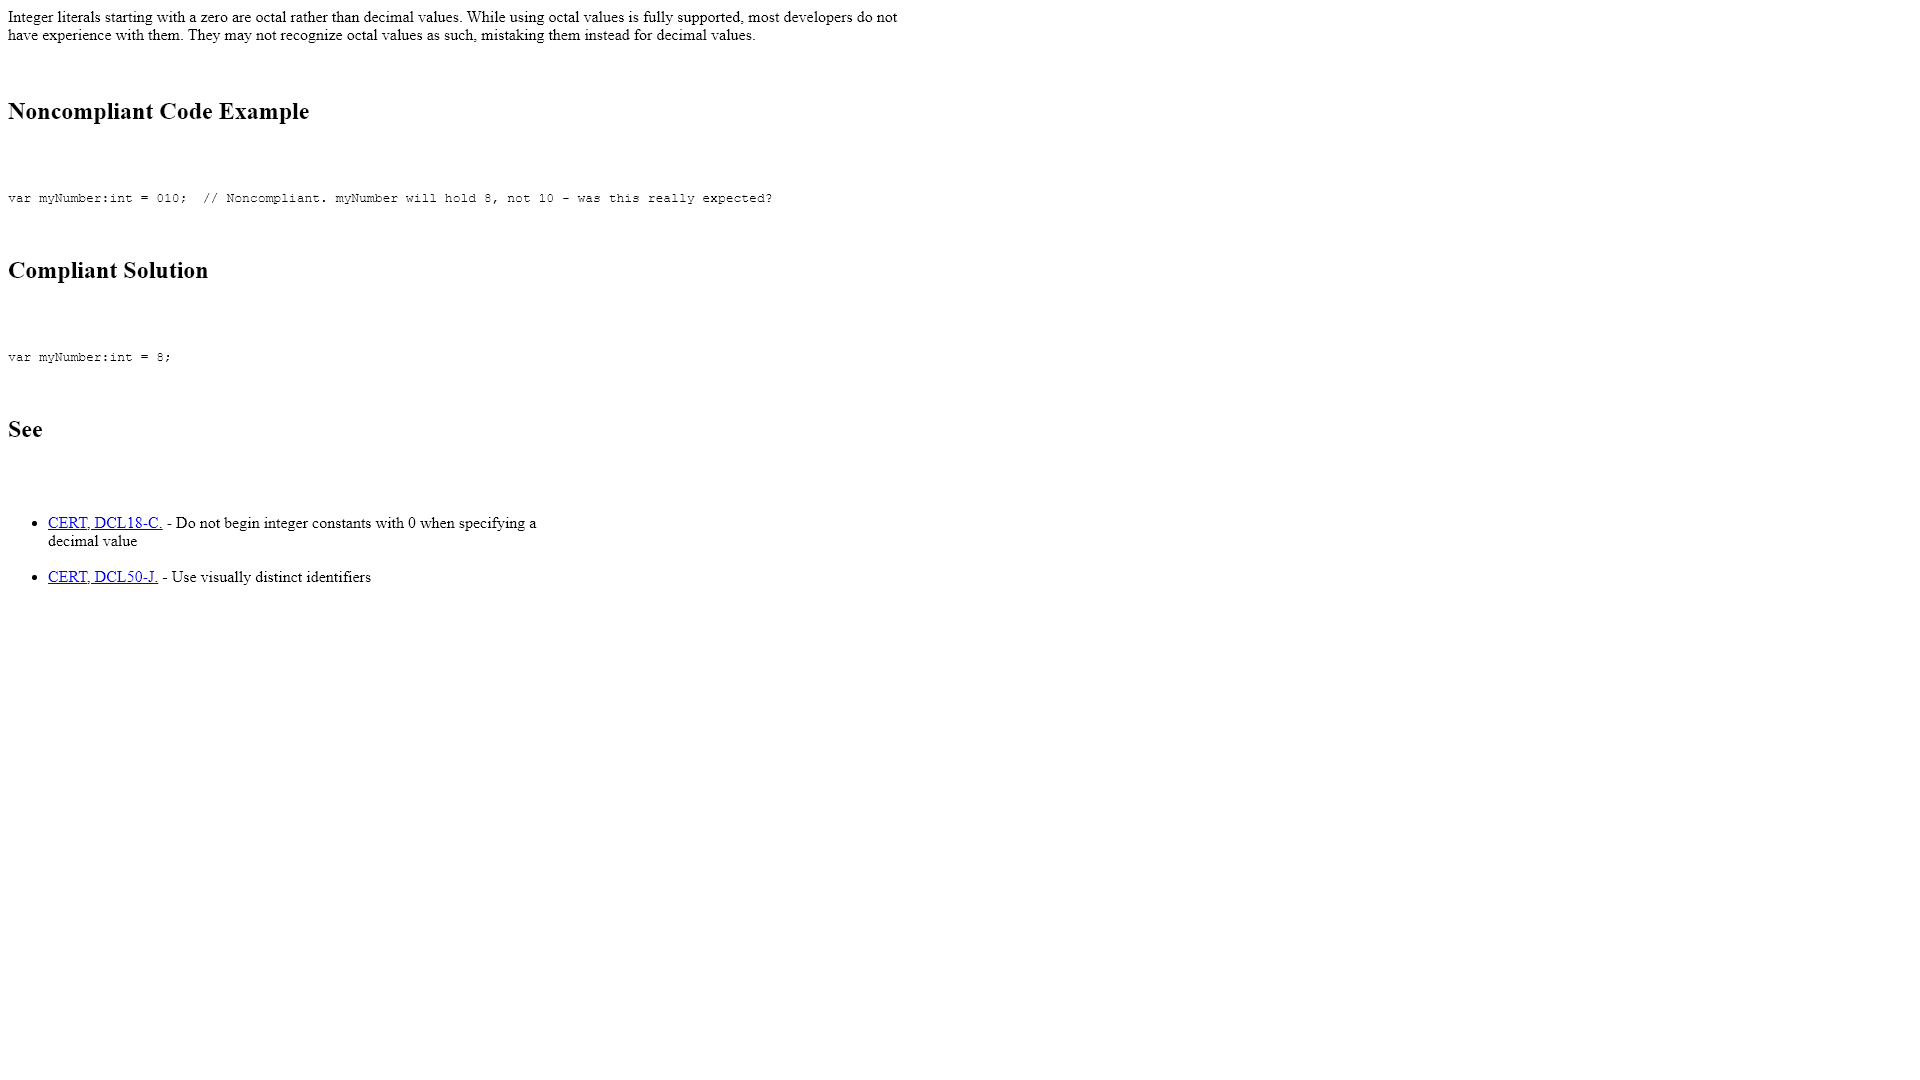 Integer literals starting with a zero are octal rather than decimal values. While using octal values is fully supported, most developers do not
have experience with them. They may not recognize octal values as such, mistaking them instead for decimal values.
Noncompliant Code Example
var myNumber:int = 010;  // Noncompliant. myNumber will hold 8, not 10 - was this really expected?
Compliant Solution
var myNumber:int = 8;
See
• CERT, DCL18-C. - Do not begin integer constants with 0 when specifying a
decimal value
• CERT, DCL50-J. - Use visually distinct identifiers